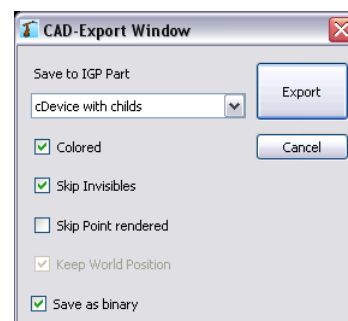 CAD-Export Window
Save to IGP Part
cDevice with childs
Export
Colored
Cancel
Skip Invisibles
Skip Point rendered
Keep World Position
Save as binary